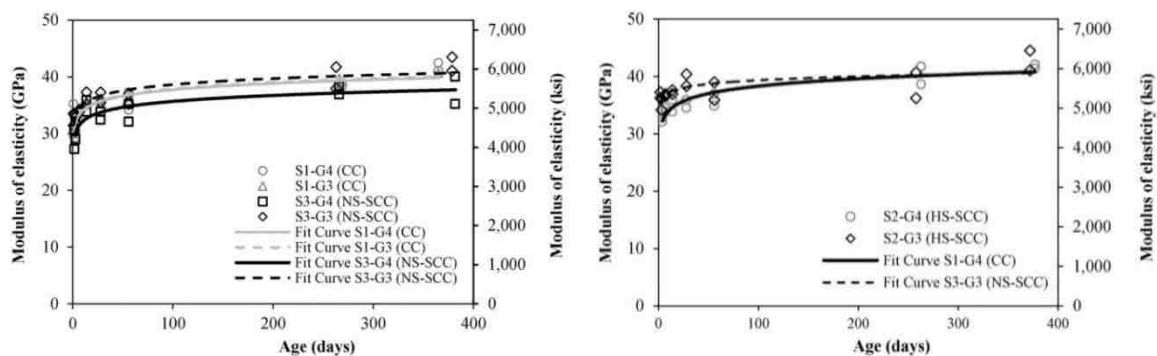 50
40
30
20
10
0
Modulus of elasticity (GPa)
7,000
6,000
5,000
4,000
3,000
2,000
1,000
0
Modulus of elasticity (ksi)
S1-G4 (CC)
S1-G3 (CC)
S3-G4 (NS-SCC)
S3-G3 (NS-SCC)
Fit Curve S1-G4 (CC)
Fit Curve S1-G3 (CC)
Fit Curve S3-G4 (NS-SCC)
Fit Curve S3-G3 (NS-SCC)
0 100 200 300 400
Age (days)
50
40
30
20
10
0
Modulus of elasticity (GPa)
7,000
6,000
5,000
4,000
3,000
2,000
1,000
0
Modulus of elasticity (ksi)
S2-G4 (HS-SCC)
S2-G3 (HS-SCC)
Fit Curve S1-G4 (CC)
Fit Curve S3-G3 (NS-SCC)
0 100 200 300 400
Age (days)